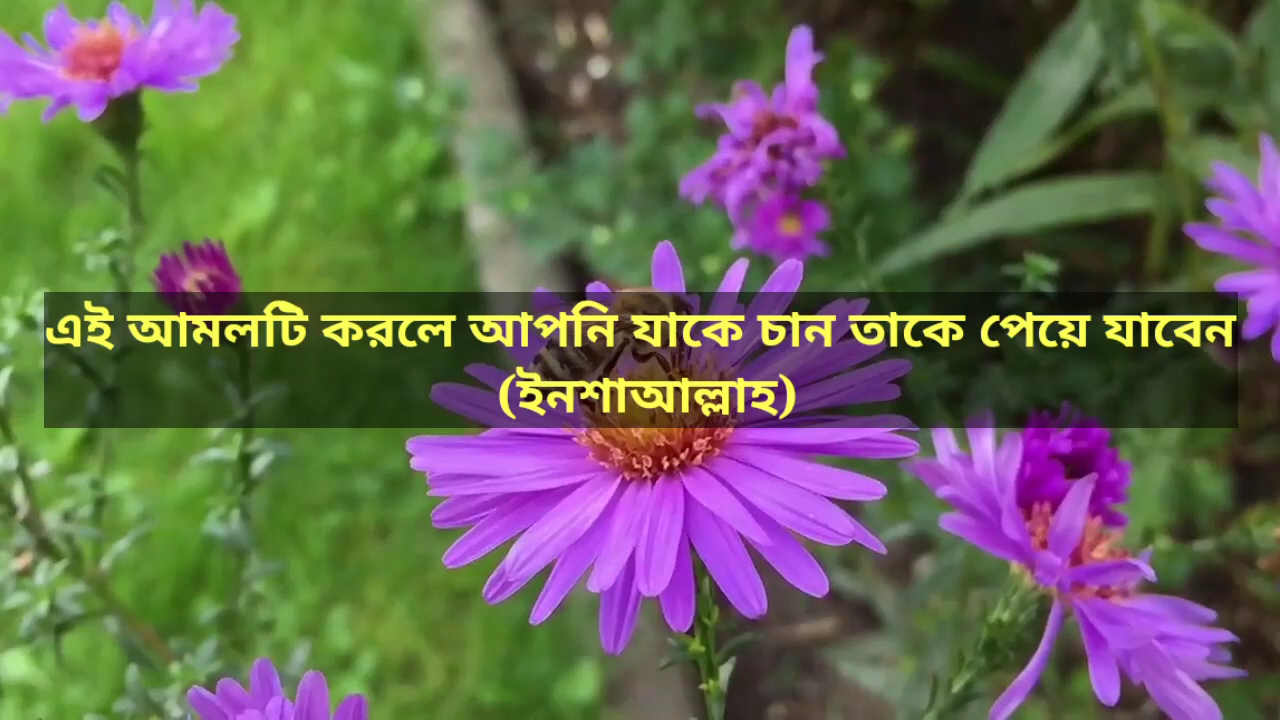 এই আমলটি করলে আপনি যাকে চান তাকে পেয়ে যাবেন
(ইনশাআল্লাহ)